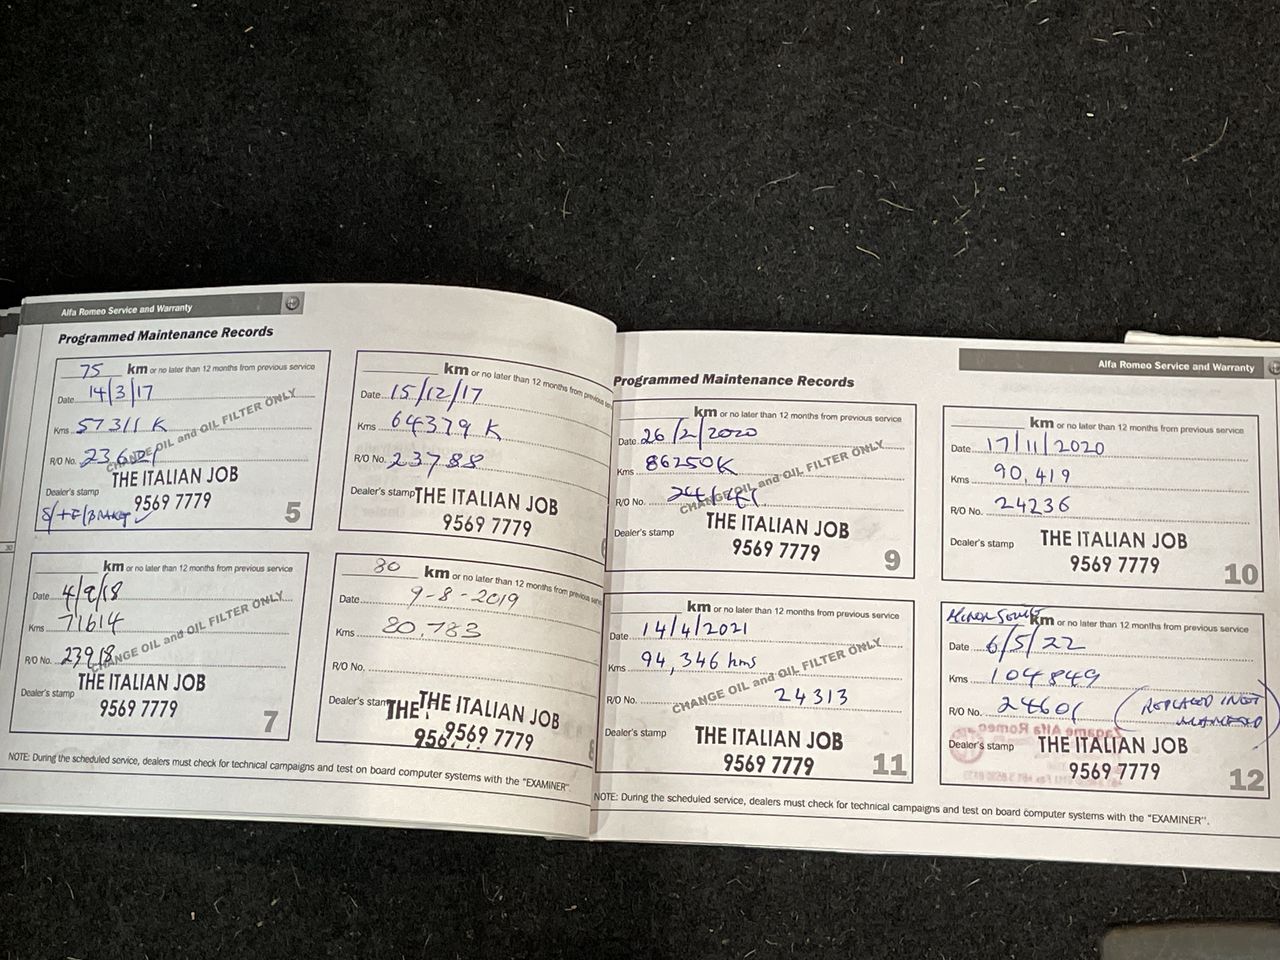 Alfa Romeo Service and Warranty
Programmed Maintenance Records
75 km or no later than 12 months from previous service
Date 14/3/17
Kms 57311 K
R/O No.
CHANGE OIL and OIL FILTER ONLY
Dealer's stamp THE ITALIAN JOB
9569 7779
5
km or no later than 12 months from previous
Date 15/12/17
Kms 64379 K
R/O No. 23788
Dealer's stamp THE ITALIAN JOB
9569 7779
km or no later than 12 months from previous service
Date 4/9/18
Kms 71614
R/O No. 23918
CHANGE OIL and OIL FILTER ONLY
Dealer's stamp THE ITALIAN JOB
9569 7779
7
80 km or no later than 12 months from previous
Date 9-8-2019
Kms 80,783
R/O No.
Dealer's stamp THE THE ITALIAN JOB
956 9569 7779
8
NOTE: During the scheduled service, dealers must check for technical campaigns and test on board computer systems with the "EXAMINER".
30
Alfa Romeo Service and Warranty
Programmed Maintenance Records
km or no later than 12 months from previous service
Date 26/2/2020
Kms 86250K
R/O No.
CHANGE OIL and OIL FILTER ONLY
Dealer's stamp THE ITALIAN JOB
9569 7779
9
km or no later than 12 months from previous service
Date 17/11/2020
Kms 90,419
R/O No. 24236
Dealer's stamp THE ITALIAN JOB
9569 7779
10
km or no later than 12 months from previous service
Date 14/4/2021
Kms 94,346 kms
R/O No. 24313
CHANGE OIL and OIL FILTER ONLY
Dealer's stamp THE ITALIAN JOB
9569 7779
11
km or no later than 12 months from previous service
Date 6/5/22
Kms 104849
R/O No. 24601
(REPLACED
Dealer's stamp THE ITALIAN JOB
9569 7779
12
NOTE: During the scheduled service, dealers must check for technical campaigns and test on board computer systems with the "EXAMINER".